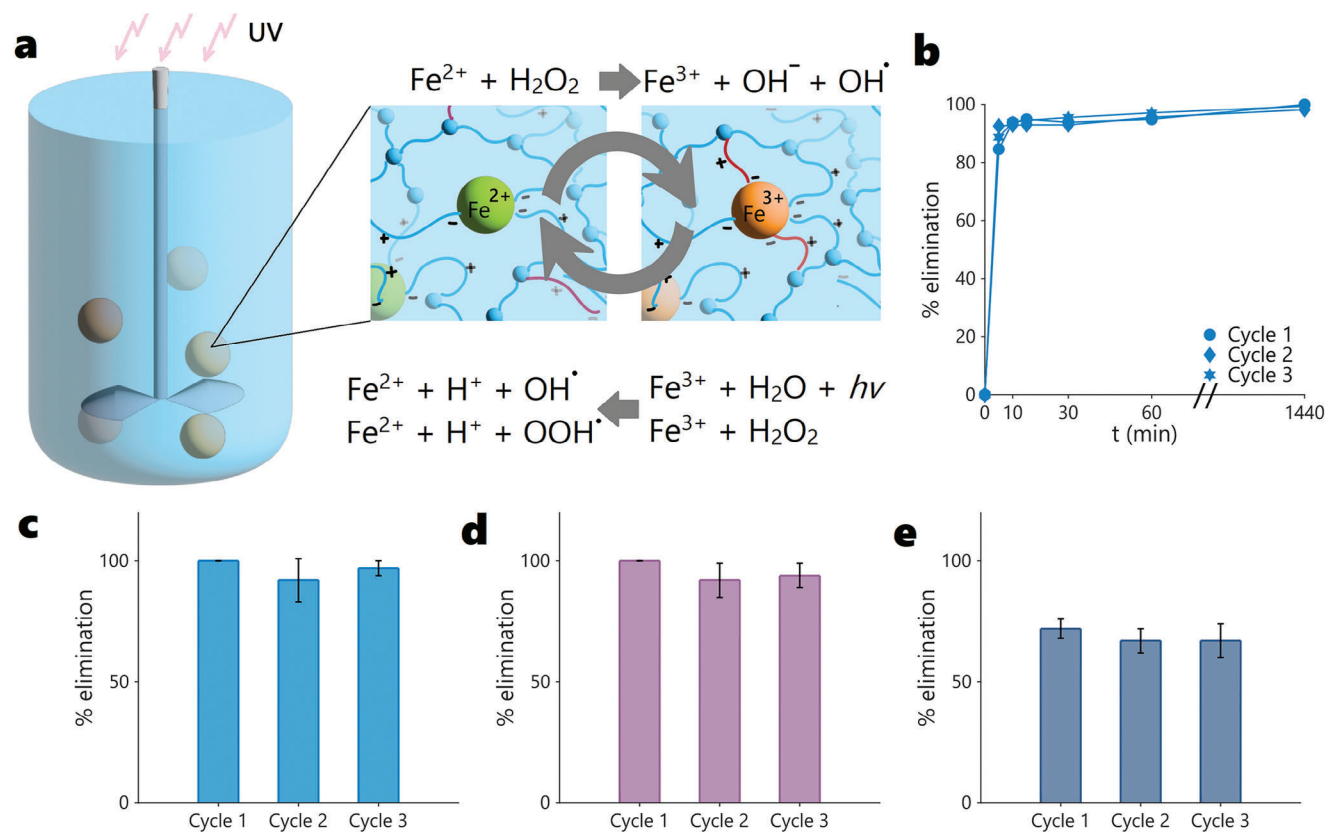 a
UV
Fe²⁺ + H₂O₂ Fe³⁺ + OH⁻ + OH•
Fe²⁺
Fe³⁺
Fe²⁺ + H⁺ + OH• Fe³⁺ + H₂O + hν
Fe²⁺ + H⁺ + OOH• Fe³⁺ + H₂O₂
b
% elimination
100
80
60
40
20
0
Cycle 1
Cycle 2
Cycle 3
0 10 30 60 1440
t (min)
c
% elimination
100
50
0
Cycle 1 Cycle 2 Cycle 3
d
% elimination
100
50
0
Cycle 1 Cycle 2 Cycle 3
e
% elimination
100
50
0
Cycle 1 Cycle 2 Cycle 3